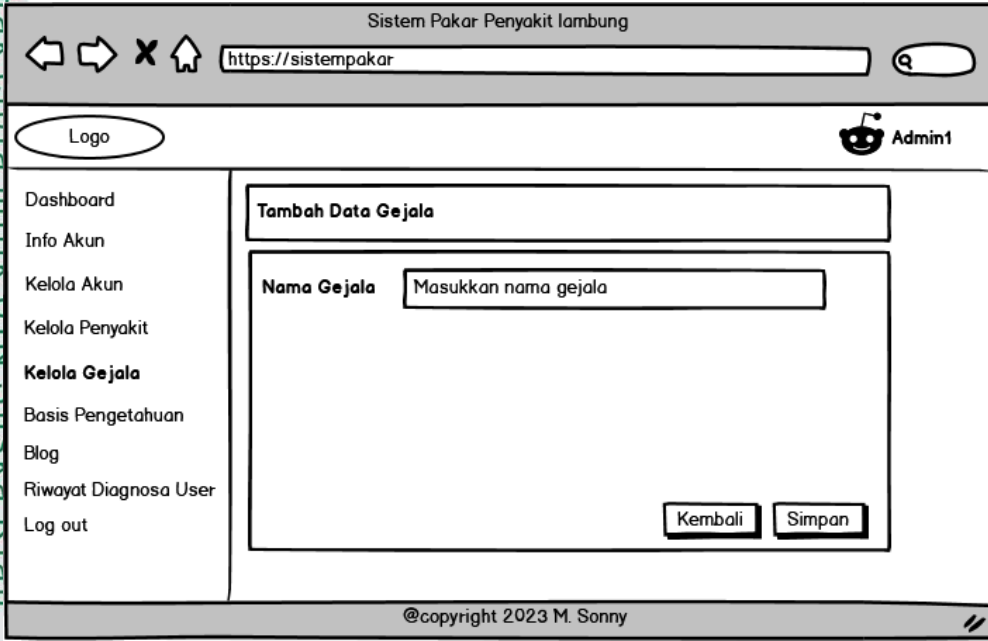 Sistem Pakar Penyakit lambung
https://sistempakar
Logo
Admin1
Dashboard
Info Akun
Kelola Akun
Kelola Penyakit
Kelola Gejala
Basis Pengetahuan
Blog
Riwayat Diagnosa User
Log out
Tambah Data Gejala
Nama Gejala
Masukkan nama gejala
Kembali
Simpan
@copyright 2023 M. Sonny